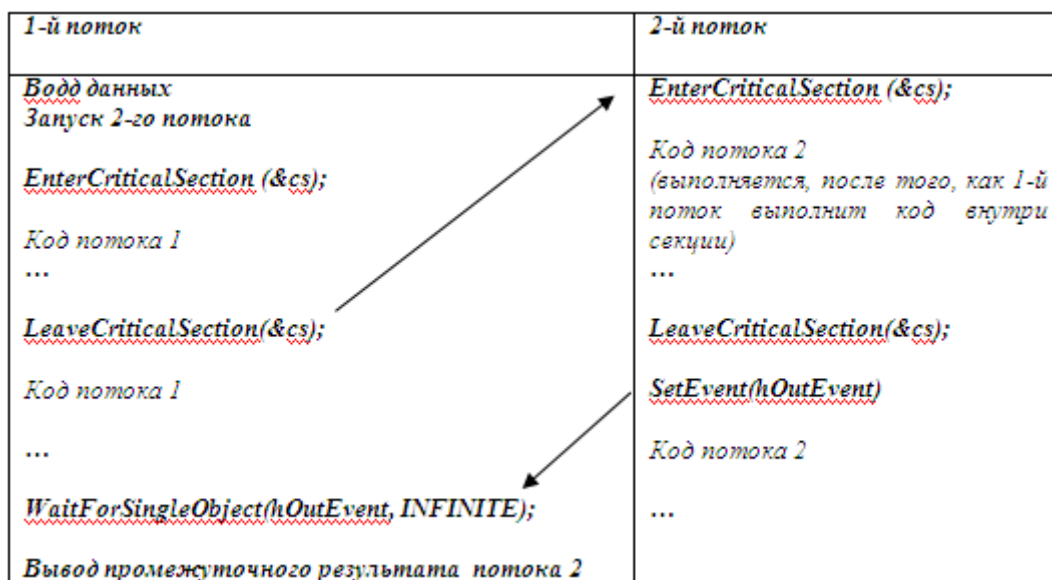 1-й поток
Водд данных
Запуск 2-го потока
EnterCriticalSection (&cs);
Код потока 1
...
LeaveCriticalSection(&cs);
Код потока 1
...
WaitForSingleObject(hOutEvent, INFINITE);
Вывод промежуточного результата потока 2
2-й поток
EnterCriticalSection (&cs);
Код потока 2
(выполняется, после того, как 1-й
поток выполнит код внутри
секции)
...
LeaveCriticalSection(&cs);
SetEvent(hOutEvent)
Код потока 2
...